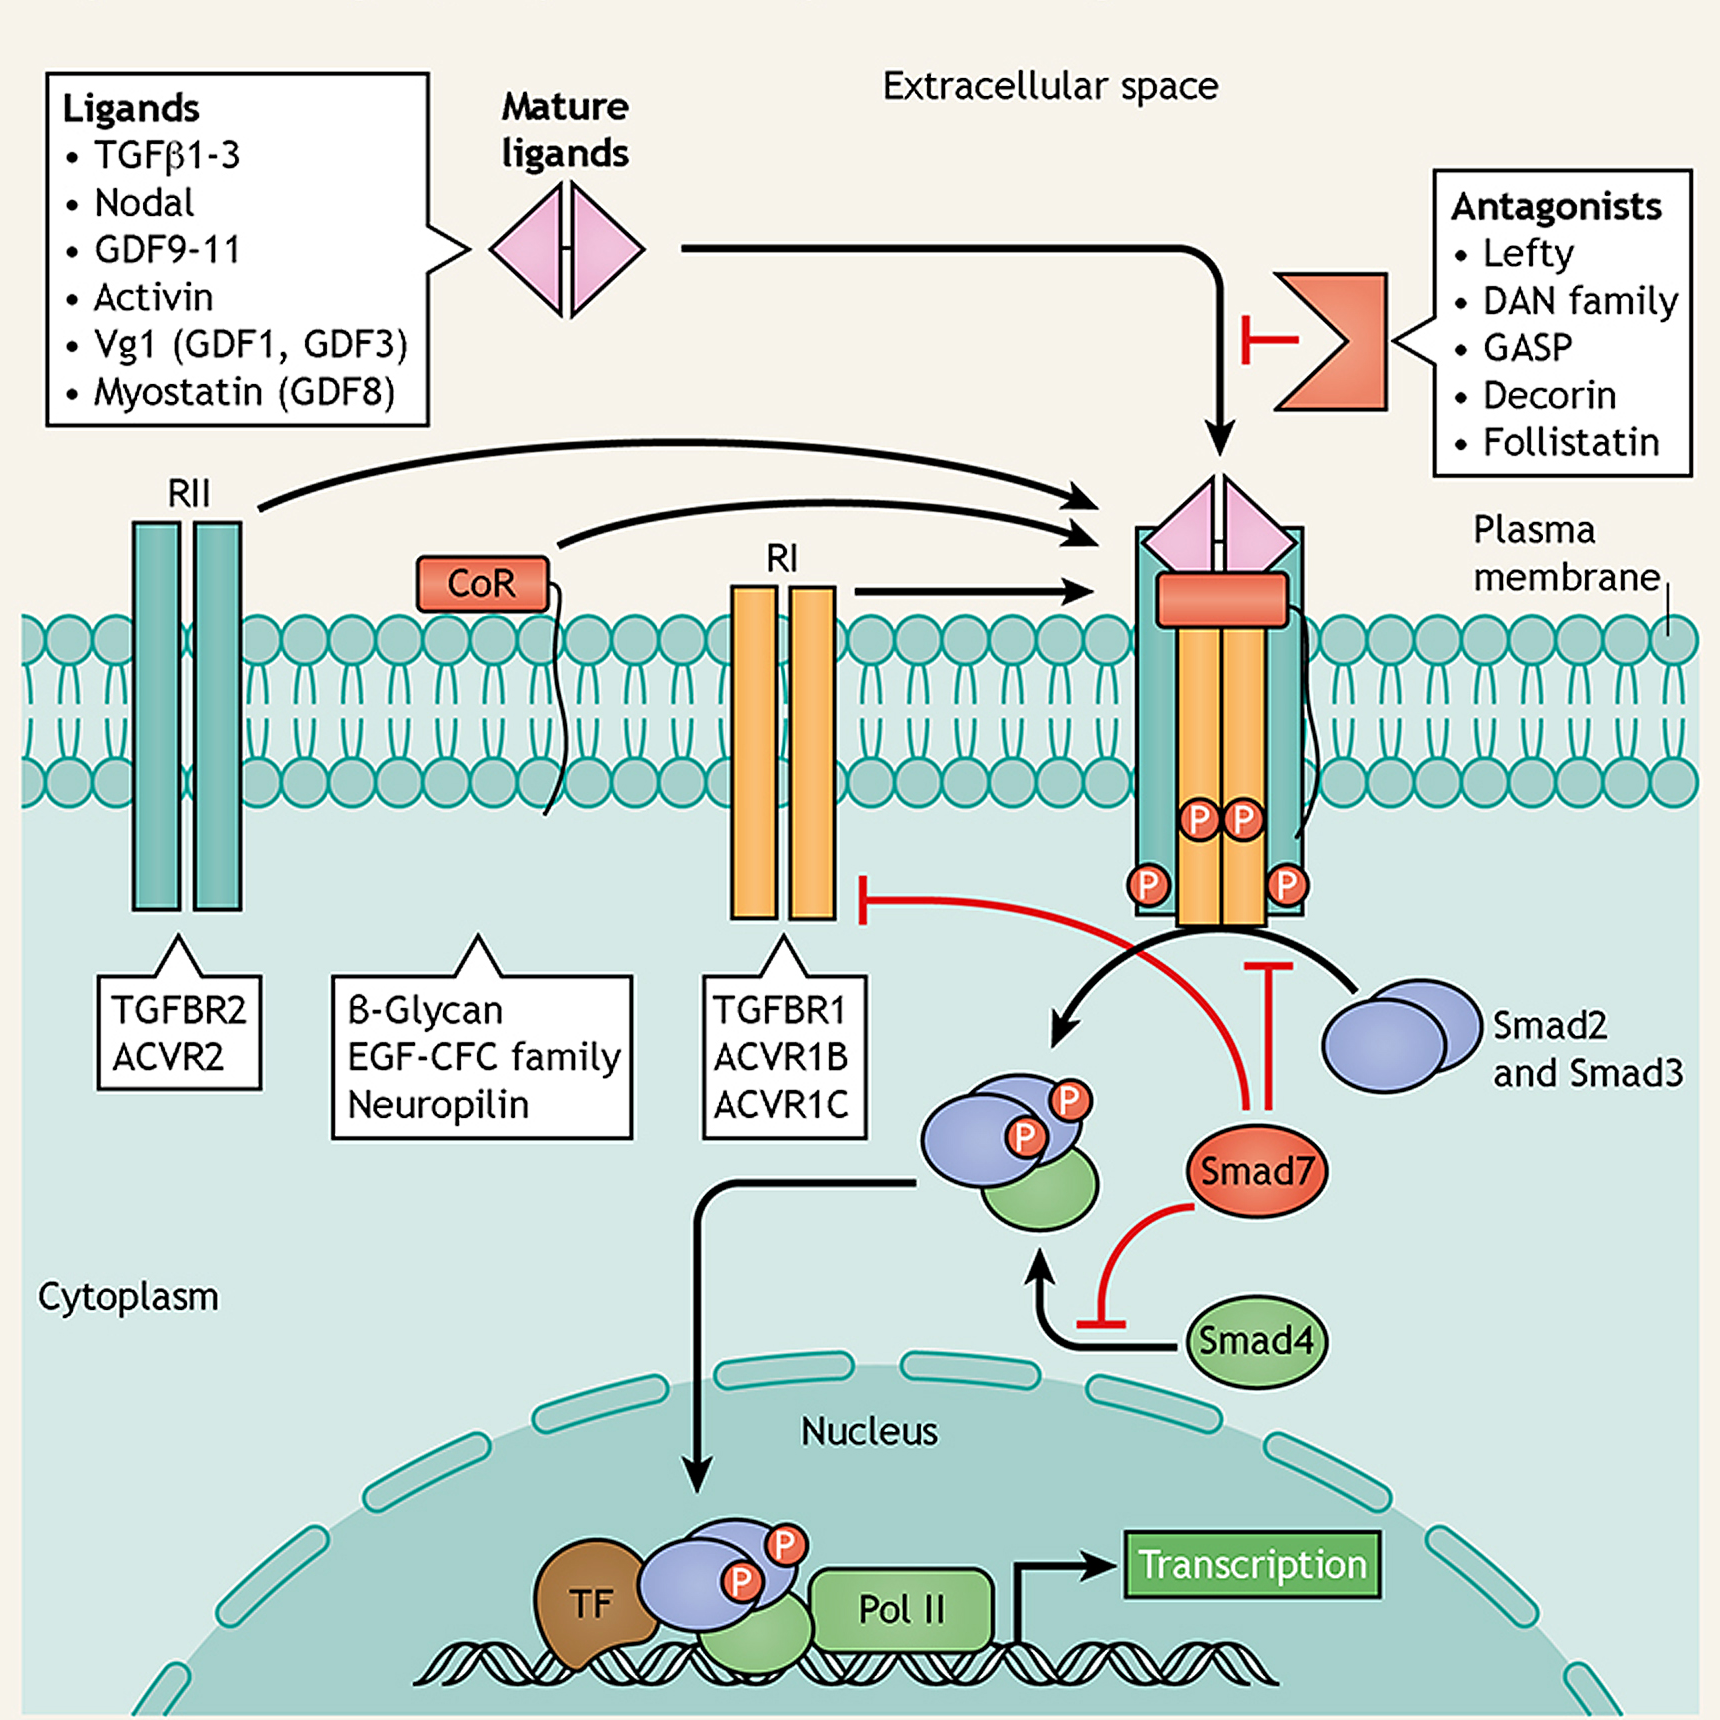 Extracellular space
Ligands
• TGFβ1-3
• Nodal
• GDF9-11
• Activin
• Vg1 (GDF1, GDF3)
• Myostatin (GDF8)
Mature
ligands
Antagonists
• Lefty
• DAN family
• GASP
• Decorin
• Follistatin
RII
CoR
RI
Plasma
membrane
P
P
P
P
TGFBR2
ACVR2
ß-Glycan
EGF-CFC family
Neuropilin
TGFBR1
ACVR1B
ACVR1C
Smad2
and Smad3
P
P
Smad7
Cytoplasm
Smad4
Nucleus
TF
P
P
Pol II
Transcription